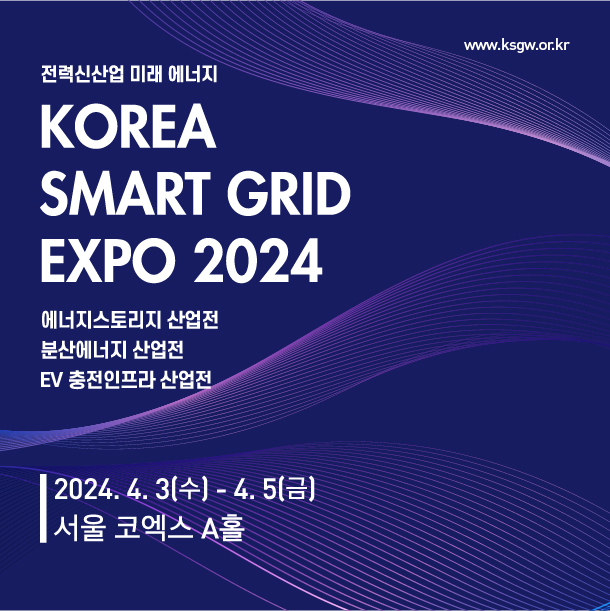 www.ksgw.or.kr
전력신산업 미래 에너지
KOREA
SMART GRID
EXPO 2024
에너지스토리지 산업전
분산에너지 산업전
EV 충전인프라 산업전
2024. 4. 3(수) - 4. 5(금)
서울 코엑스 A홀